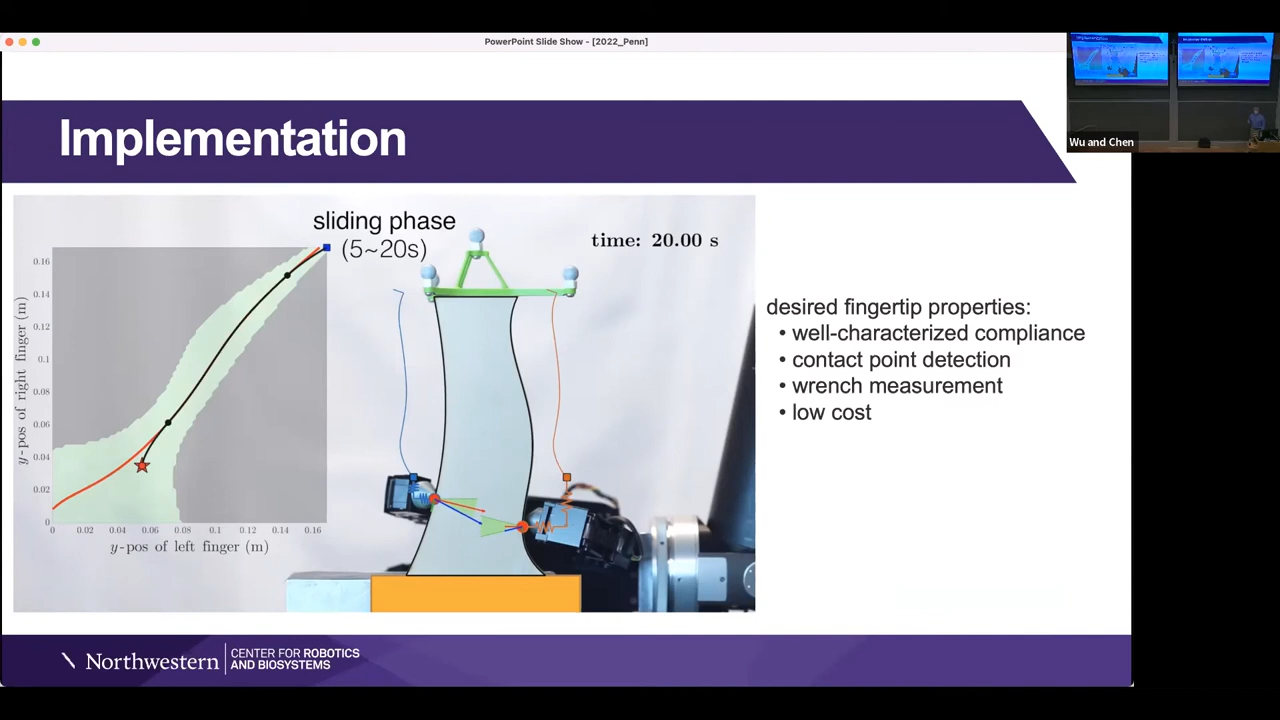 PowerPoint Slide Show - [2022_Penn]
Wu and Chen
Implementation
sliding phase
(5~20s)
time: 20.00 s
0.16
0.14
0.12
0.1
0.08
0.06
0.04
0.02
0
0 0.02 0.04 0.06 0.08 0.1 0.12 0.14 0.16
y-pos of right finger (m)
y-pos of left finger (m)
desired fingertip properties:
• well-characterized compliance
• contact point detection
• wrench measurement
• low cost
Northwestern
CENTER FOR ROBOTICS
AND BIOSYSTEMS